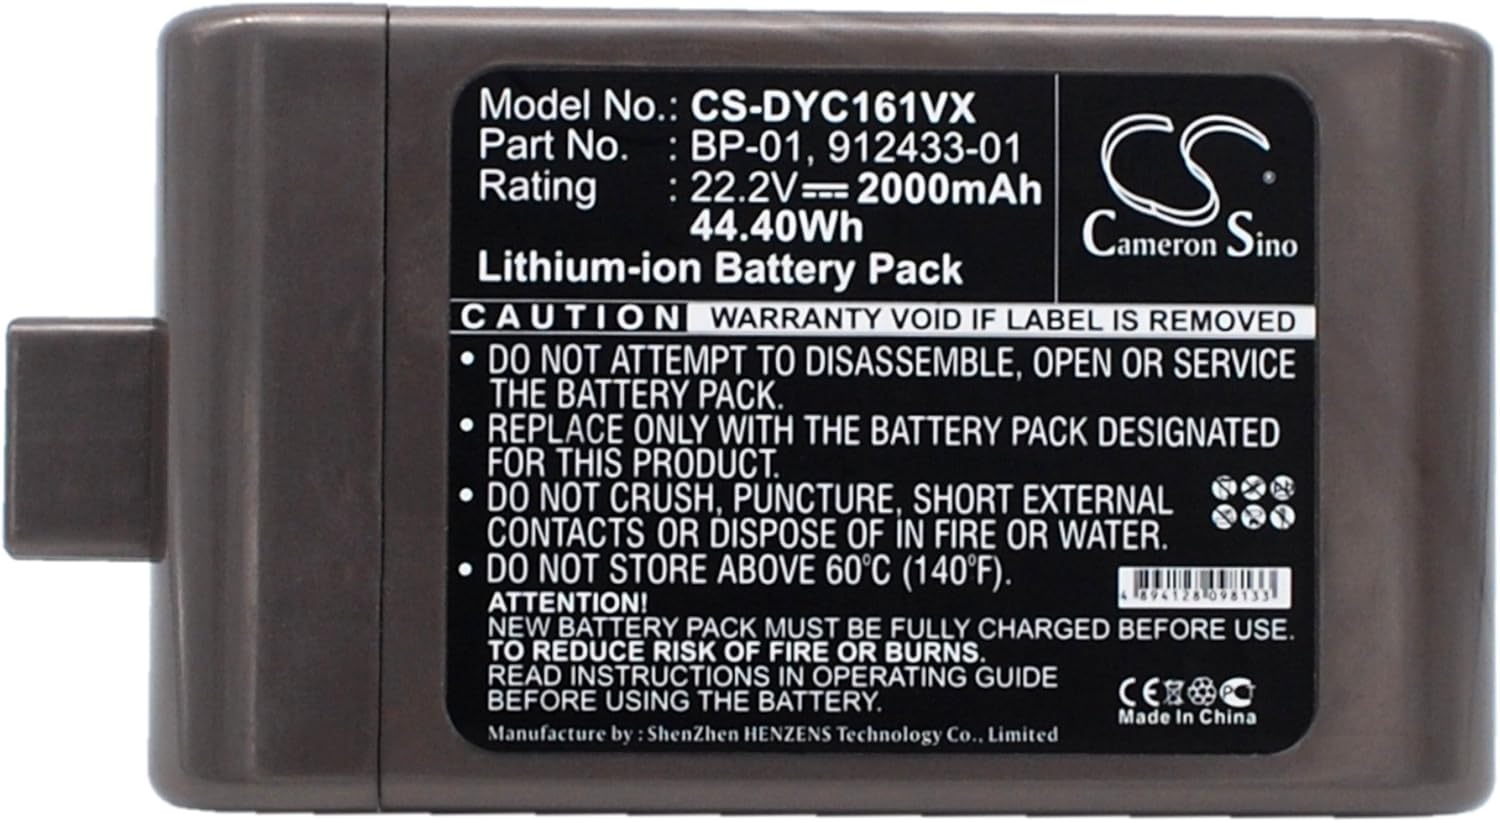 Model No.: CS-DYC161VX
Part No. : BP-01, 912433-01
Rating : 22.2V 2000mAh
44.40Wh
Lithium-ion Battery Pack
CS ®
Cameron Sino
CAUTION WARRANTY VOID IF LABEL IS REMOVED
• DO NOT ATTEMPT TO DISASSEMBLE, OPEN OR SERVICE
THE BATTERY PACK.
• REPLACE ONLY WITH THE BATTERY PACK DESIGNATED
FOR THIS PRODUCT.
• DO NOT CRUSH, PUNCTURE, SHORT EXTERNAL
CONTACTS OR DISPOSE OF IN FIRE OR WATER.
• DO NOT STORE ABOVE 60°C (140°F).
4 894128 098133
ATTENTION!
NEW BATTERY PACK MUST BE FULLY CHARGED BEFORE USE.
TO REDUCE RISK OF FIRE OR BURNS.
READ INSTRUCTIONS IN OPERATING GUIDE
BEFORE USING THE BATTERY.
CE
Made In China
Manufacture by : ShenZhen HENZENS Technology Co., Limited